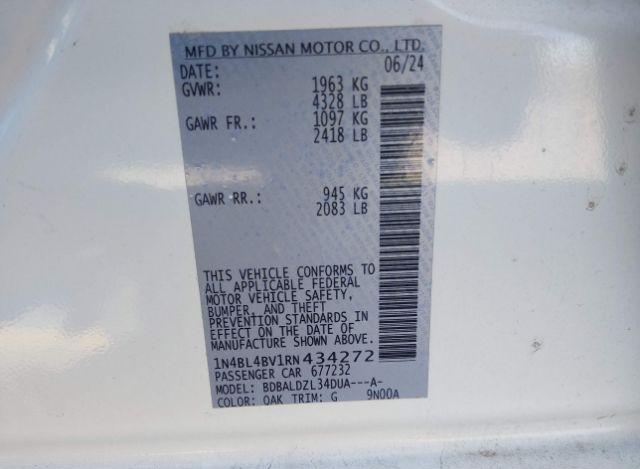 MFD BY NISSAN MOTOR CO., LTD.
DATE: 06/24
GVWR: 1963 KG
4328 LB
GAWR FR.: 1097 KG
2418 LB
GAWR RR.: 945 KG
2083 LB
THIS VEHICLE CONFORMS TO
ALL APPLICABLE FEDERAL
MOTOR VEHICLE SAFETY,
BUMPER, AND THEFT
PREVENTION STANDARDS IN
EFFECT ON THE DATE OF
MANUFACTURE SHOWN ABOVE.
1N4BL4BV1RN434272
PASSENGER CAR 677232
MODEL: BDBALDZL34DUA---A-
COLOR: QAK TRIM: G 9N00A